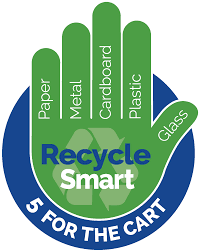 Paper
Metal
Cardboard
Plastic
Glass
Recycle
Smart
5 FOR THE CART